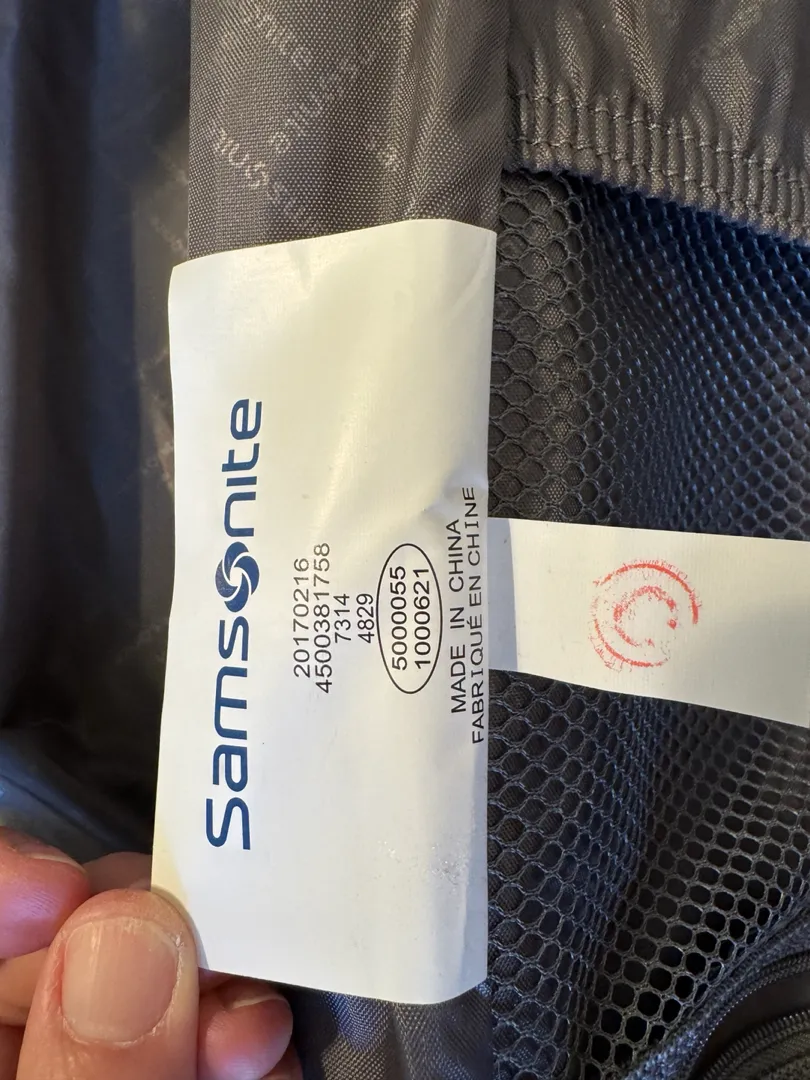 Samsonite
20170216
4500381758
7314
4829
5000055
1000621
MADE IN CHINA
FABRIQUÉ EN CHINE